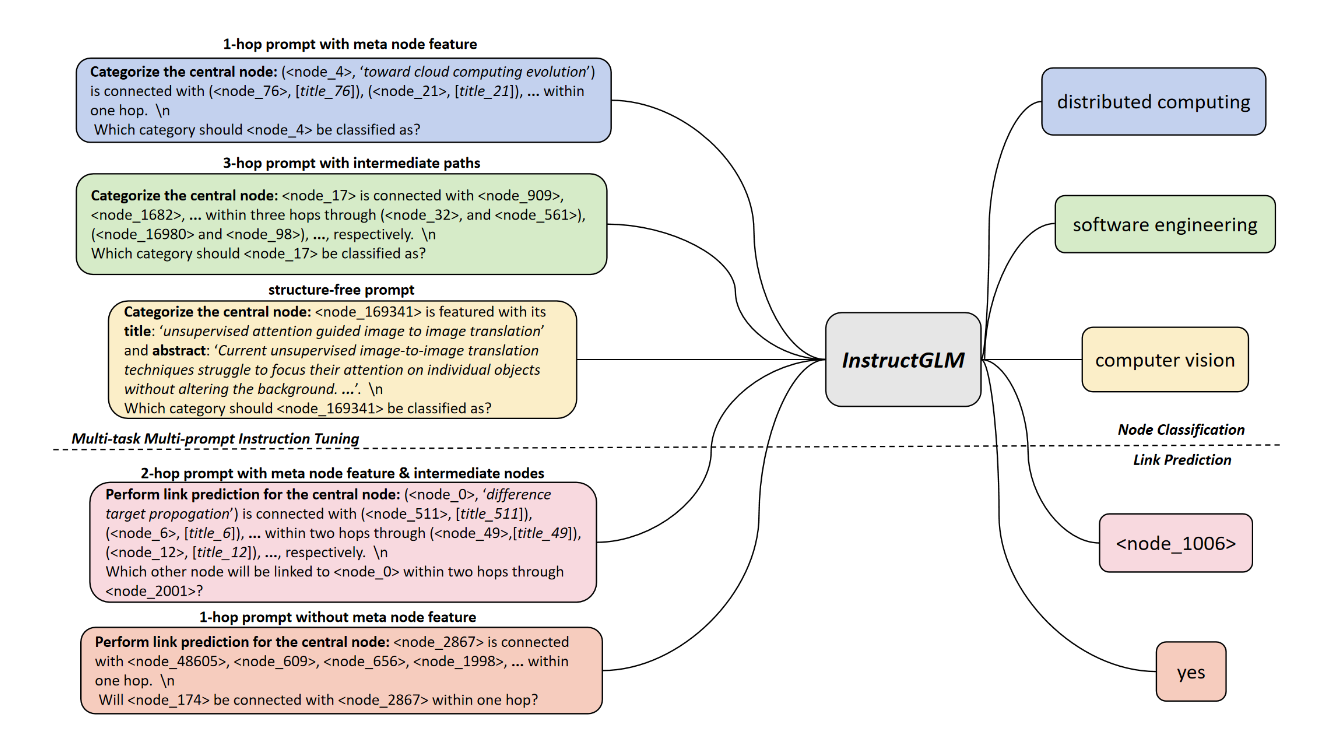 1-hop prompt with meta node feature
Categorize the central node: (<node_4>, ‘toward cloud computing evolution’)
is connected with (<node_76>, [title_76]), (<node_21>, [title_21]), ... within
one hop. \n
Which category should <node_4> be classified as?
3-hop prompt with intermediate paths
Categorize the central node: <node_17> is connected with <node_909>,
<node_1682>, ... within three hops through (<node_32>, and <node_561>),
(<node_16980> and <node_98>), ..., respectively. \n
Which category should <node_17> be classified as?
structure-free prompt
Categorize the central node: <node_169341> is featured with its
title: ‘unsupervised attention guided image to image translation’
and abstract: ‘Current unsupervised image-to-image translation
techniques struggle to focus their attention on individual objects
without altering the background. ...’. \n
Which category should <node_169341> be classified as?
Multi-task Multi-prompt Instruction Tuning
2-hop prompt with meta node feature & intermediate nodes
Perform link prediction for the central node: (<node_0>, ‘difference
target propogation’) is connected with (<node_511>, [title_511]),
(<node_6>, [title_6]), ... within two hops through (<node_49>,[title_49]),
(<node_12>, [title_12]), ..., respectively. \n
Which other node will be linked to <node_0> within two hops through
<node_2001>?
1-hop prompt without meta node feature
Perform link prediction for the central node: <node_2867> is connected
with <node_48605>, <node_609>, <node_656>, <node_1998>, ... within
one hop. \n
Will <node_174> be connected with <node_2867> within one hop?
InstructGLM
distributed computing
software engineering
computer vision
Node Classification
Link Prediction
<node_1006>
yes